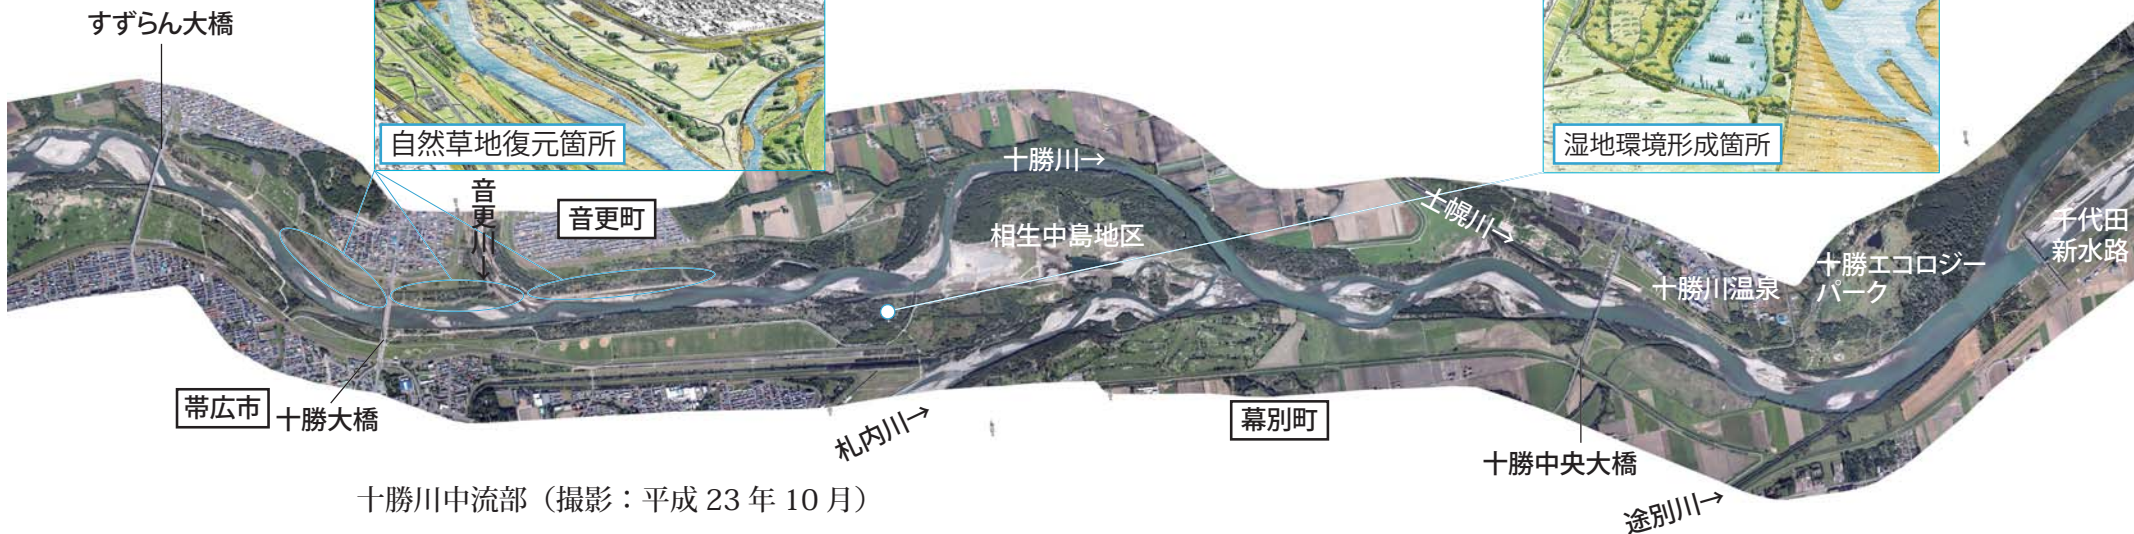 すずらん大橋
自然草地復元箇所
湿地環境形成箇所
音更川↓
音更町
十勝川→
相生中島地区
士幌川→
十勝川温泉
十勝エコロジー
パーク
千代田
新水路
帯広市
十勝大橋
札内川→
幕別町
十勝中央大橋
途別川→
十勝川中流部（撮影：平成 23 年 10 月）